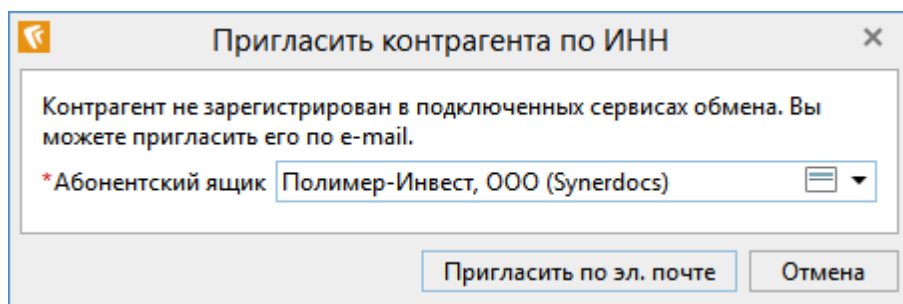 Пригласить контрагента по ИНН
Контрагент не зарегистрирован в подключенных сервисах обмена. Вы
можете пригласить его по e-mail.
*Абонентский ящик Полимер-Инвест, ООО (Synerdocs)
Пригласить по эл. почте Отмена